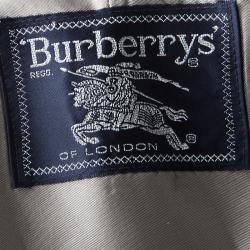 'Burberrys'
REGD.
OF LONDON